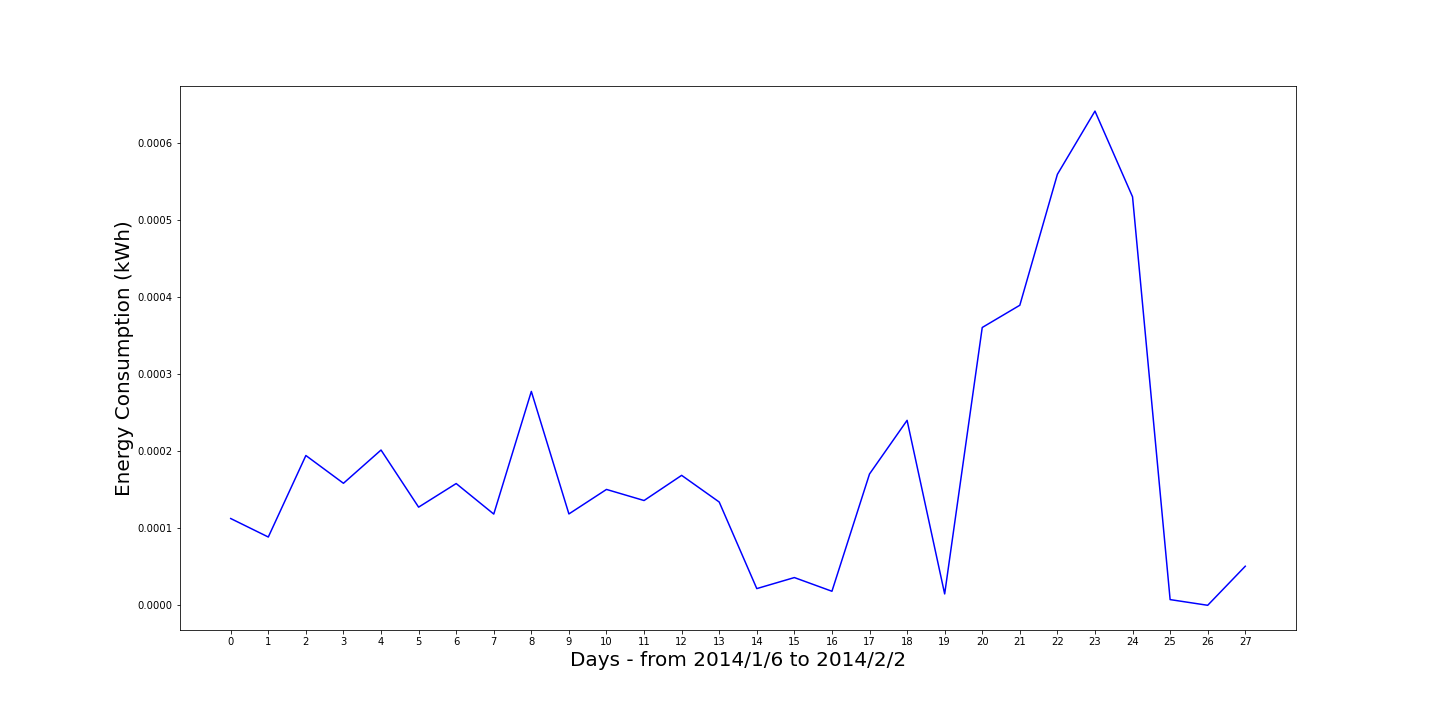 Energy Consumption (kWh)
0.0006
0.0005
0.0004
0.0003
0.0002
0.0001
0.0000
0 1 2 3 4 5 6 7 8 9 10 11 12 13 14 15 16 17 18 19 20 21 22 23 24 25 26 27
Days - from 2014/1/6 to 2014/2/2